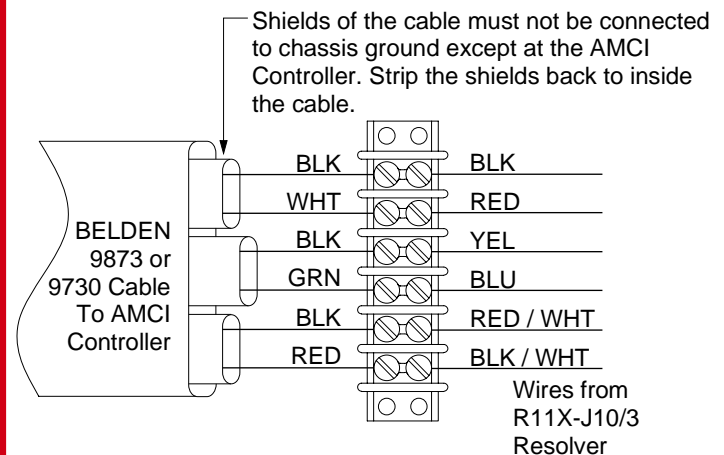 Shields of the cable must not be connected
to chassis ground except at the AMCI
Controller. Strip the shields back to inside
the cable.
BLK BLK
WHT RED
BLK YEL
GRN BLU
BLK RED / WHT
RED BLK / WHT
BELDEN
9873 or
9730 Cable
To AMCI
Controller
Wires from
R11X-J10/3
Resolver